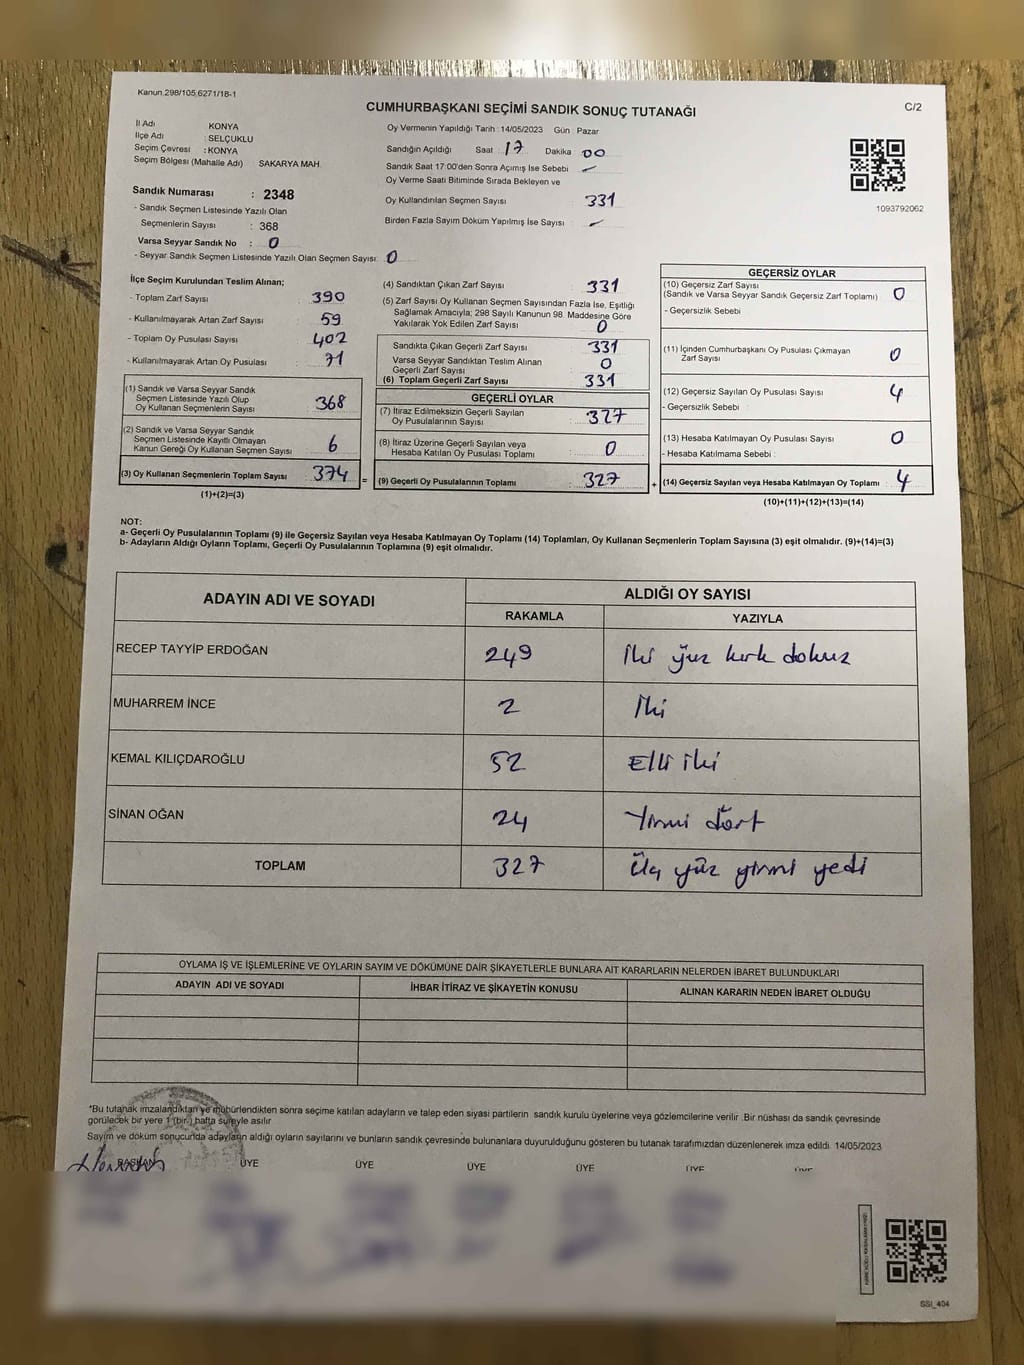 Kanun.298/105,6271/18-1
C/2
CUMHURBAŞKANI SEÇİMİ SANDIK SONUÇ TUTANAĞI
İl Adı KONYA
İlçe Adı : SELÇUKLU
Seçim Çevresi : KONYA
Seçim Bölgesi (Mahalle Adı) : SAKARYA MAH.
Sandık Numarası : 2348
- Sandık Seçmen Listesinde Yazılı Olan
Seçmenlerin Sayısı : 368
Varsa Seyyar Sandık No : 0
- Seyyar Sandık Seçmen Listesinde Yazılı Olan Seçmen Sayısı : 0
Oy Vermenin Yapıldığı Tarih : 14/05/2023 Gün : Pazar
Sandığın Açıldığı Saat : 17 Dakika : 00
Sandık Saat 17:00'den Sonra Açımış İse Sebebi
Oy Verme Saati Bitiminde Sırada Bekleyen ve
Oy Kullandırılan Seçmen Sayısı 331
Birden Fazla Sayım Döküm Yapılmış İse Sayısı
1093792062
İlçe Seçim Kurulundan Teslim Alınan;
- Toplam Zarf Sayısı : 390
- Kullanılmayarak Artan Zarf Sayısı : 59
- Toplam Oy Pusulası Sayısı : 402
- Kullanılmayarak Artan Oy Pusulası : 71
(1) Sandık ve Varsa Seyyar Sandık
Seçmen Listesinde Yazılı Olup
Oy Kullanan Seçmenlerin Sayısı : 368
(2) Sandık ve Varsa Seyyar Sandık
Seçmen Listesinde Kayıtlı Olmayan
Kanun Gereği Oy Kullanan Seçmen Sayısı : 6
(3) Oy Kullanan Seçmenlerin Toplam Sayısı : 374
(1)+(2)=(3)
=
(4) Sandıktan Çıkan Zarf Sayısı : 331
(5) Zarf Sayısı Oy Kullanan Seçmen Sayısından Fazla İse, Eşitliği
Sağlamak Amacıyla; 298 Sayılı Kanunun 98. Maddesine Göre
Yakılarak Yok Edilen Zarf Sayısı : 0
Sandıkta Çıkan Geçerli Zarf Sayısı : 331
Varsa Seyyar Sandıktan Teslim Alınan
Geçerli Zarf Sayısı : 0
(6) Toplam Geçerli Zarf Sayısı : 331
GEÇERLİ OYLAR
(7) İtiraz Edilmeksizin Geçerli Sayılan
Oy Pusulalarının Sayısı : 327
(8) İtiraz Üzerine Geçerli Sayılan veya
Hesaba Katılan Oy Pusulası Toplamı : 0
(9) Geçerli Oy Pusulalarının Toplamı : 327
+
GEÇERSİZ OYLAR
(10) Geçersiz Zarf Sayısı
(Sandık ve Varsa Seyyar Sandık Geçersiz Zarf Toplamı) : 0
- Geçersizlik Sebebi
(11) İçinden Cumhurbaşkanı Oy Pusulası Çıkmayan
Zarf Sayısı : 0
(12) Geçersiz Sayılan Oy Pusulası Sayısı : 4
- Geçersizlik Sebebi :
(13) Hesaba Katılmayan Oy Pusulası Sayısı : 0
- Hesaba Katılmama Sebebi :
(14) Geçersiz Sayılan veya Hesaba Katılmayan Oy Toplamı : 4
(10)+(11)+(12)+(13)=(14)
NOT:
a- Geçerli Oy Pusulalarının Toplamı (9) ile Geçersiz Sayılan veya Hesaba Katılmayan Oy Toplamı (14) Toplamları, Oy Kullanan Seçmenlerin Toplam Sayısına (3) eşit olmalıdır. (9)+(14)=(3)
b- Adayların Aldığı Oyların Toplamı, Geçerli Oy Pusulalarının Toplamına (9) eşit olmalıdır.
ADAYIN ADI VE SOYADI ALDIĞI OY SAYISI
RAKAMLA YAZIYLA
RECEP TAYYİP ERDOĞAN 249 İki yüz kırk dokuz
MUHARREM İNCE 2 İki
KEMAL KILIÇDAROĞLU 52 Elli iki
SİNAN OĞAN 24 Yirmi dört
TOPLAM 327 Üç yüz yirmi yedi
OYLAMA İŞ VE İŞLEMLERİNE VE OYLARIN SAYIM VE DÖKÜMÜNE DAİR ŞİKAYETLERLE BUNLARA AİT KARARLARIN NELERDEN İBARET BULUNDUKLARI
ADAYIN ADI VE SOYADI İHBAR İTİRAZ VE ŞİKAYETİN KONUSU ALINAN KARARIN NEDEN İBARET OLDUĞU
*Bu tutanak imzalandıktan ve mühürlendikten sonra seçime katılan adayların ve talep eden siyasi partilerin sandık kurulu üyelerine veya gözlemcilerine verilir. Bir nüshası da sandık çevresinde
görülecek bir yere 1 (bir) hafta süreyle asılır
Sayım ve döküm sonucunda adayların aldığı oyların sayılarını ve bunların sandık çevresinde bulunanlara duyurulduğunu gösteren bu tutanak tarafımızdan düzenlenerek imza edildi. 14/05/2023
BAŞKAN ÜYE ÜYE ÜYE ÜYE ÜYE ÜYE
SSI_404